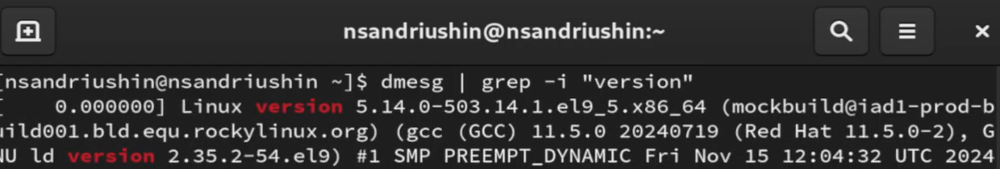 nsandriushin@nsandriushin:~
[nsandriushin@nsandriushin ~]$ dmesg | grep -i "version"
[    0.000000] Linux version 5.14.0-503.14.1.el9_5.x86_64 (mockbuild@iad1-prod-b
uild001.bld.equ.rockylinux.org) (gcc (GCC) 11.5.0 20240719 (Red Hat 11.5.0-2), G
NU ld version 2.35.2-54.el9) #1 SMP PREEMPT_DYNAMIC Fri Nov 15 12:04:32 UTC 2024